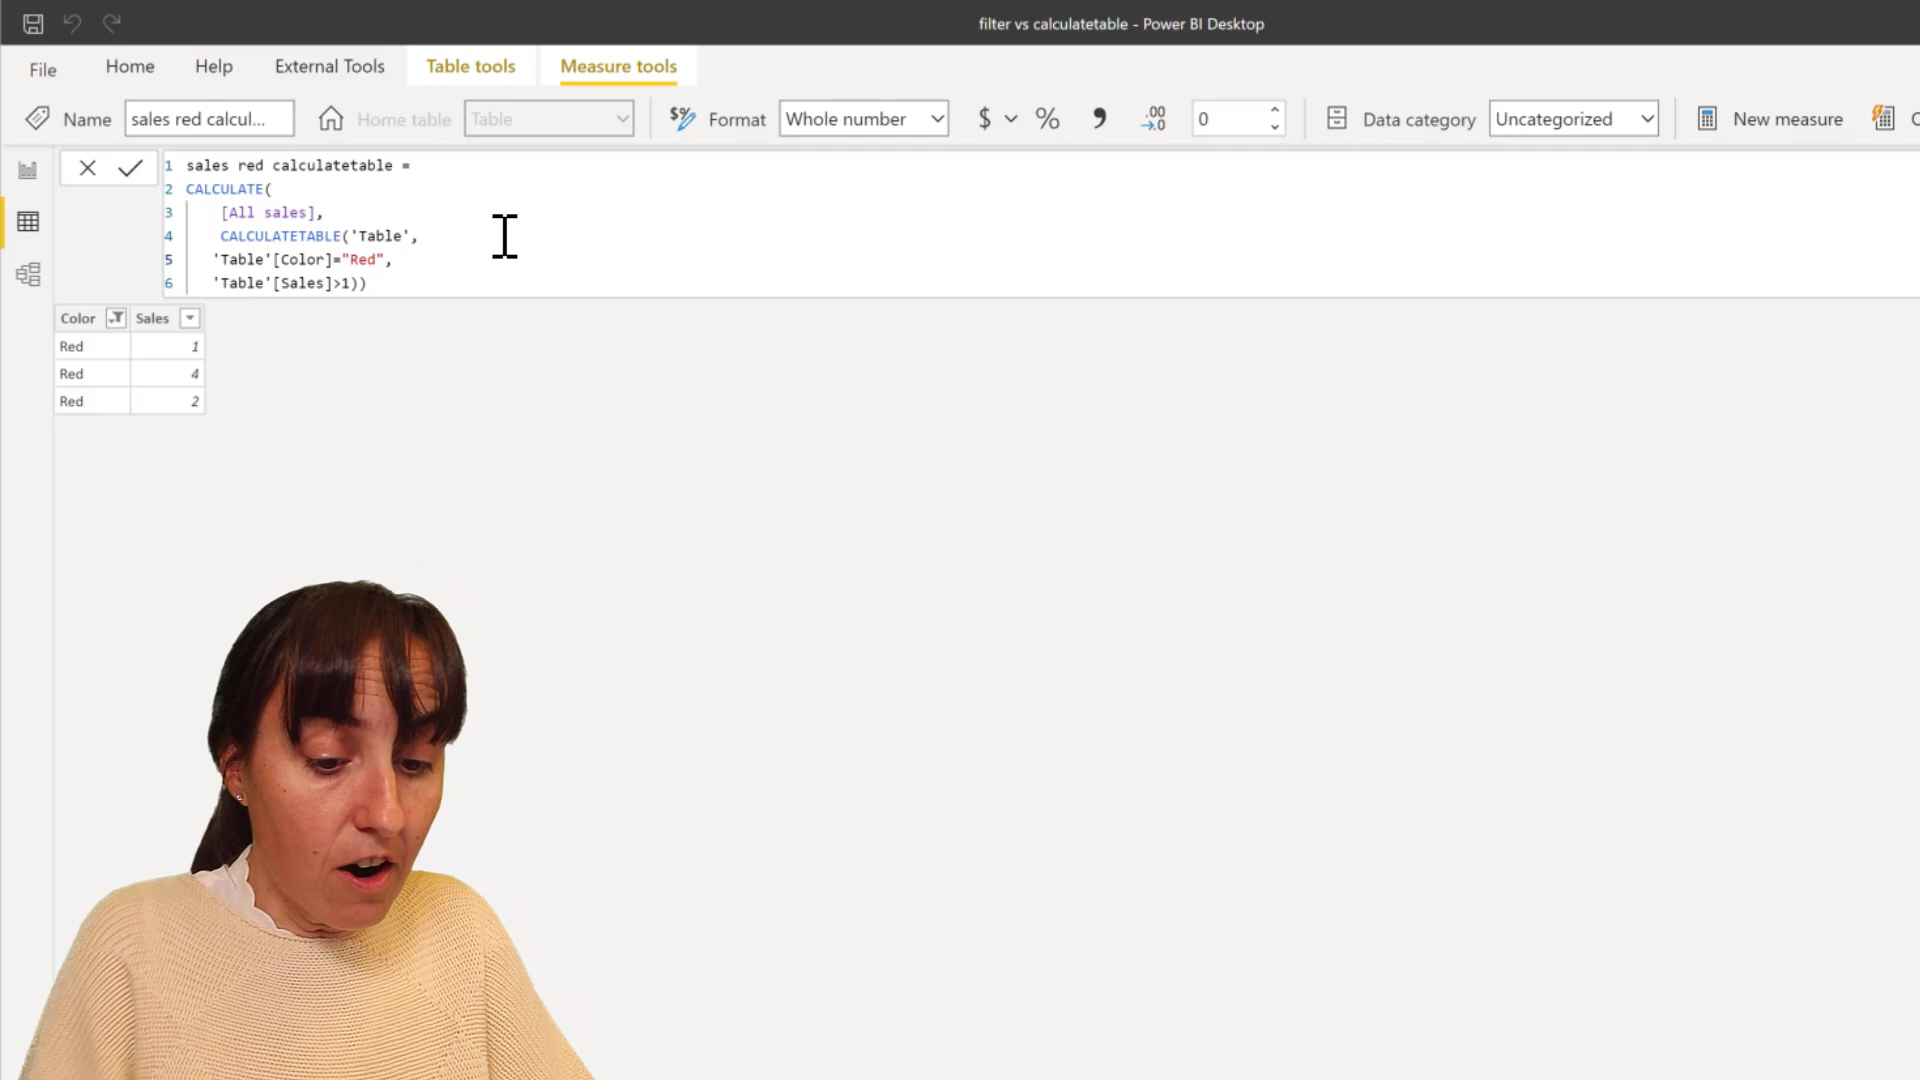 filter vs calculatetable - Power BI Desktop
File Home Help External Tools Table tools Measure tools
Name sales red calcul... Home table Table Format Whole number $ % , .00 →.0 0 Data category Uncategorized New measure
1 sales red calculatetable =
2 CALCULATE(
3 [All sales],
4 CALCULATETABLE('Table',
5 'Table'[Color]="Red",
6 'Table'[Sales]>1))
Color Sales
Red 1
Red 4
Red 2